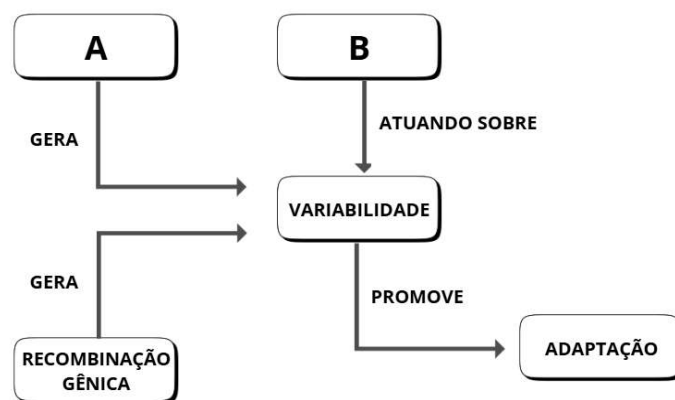 A
B
GERA
ATUANDO SOBRE
VARIABILIDADE
GERA
PROMOVE
RECOMBINAÇÃO
GÊNICA
ADAPTAÇÃO